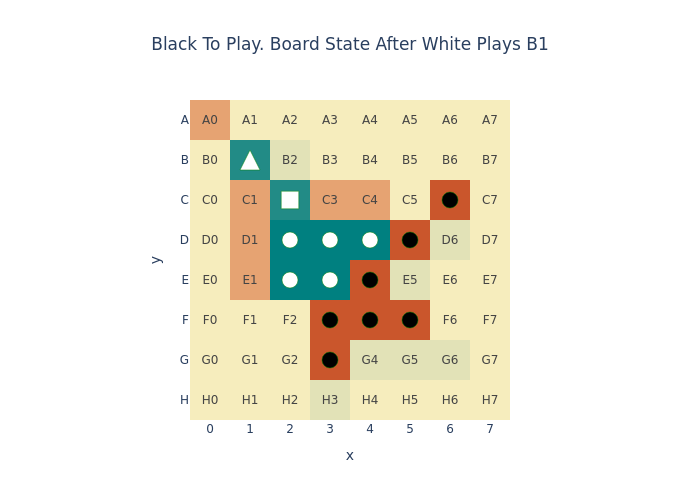 Black To Play. Board State After White Plays B1
A A0 A1 A2 A3 A4 A5 A6 A7
B B0 B2 B3 B4 B5 B6 B7
C C0 C1 C3 C4 C5 C7
D D0 D1 D6 D7
y
E E0 E1 E5 E6 E7
F F0 F1 F2 F6 F7
G G0 G1 G2 G4 G5 G6 G7
H H0 H1 H2 H3 H4 H5 H6 H7
0 1 2 3 4 5 6 7
x